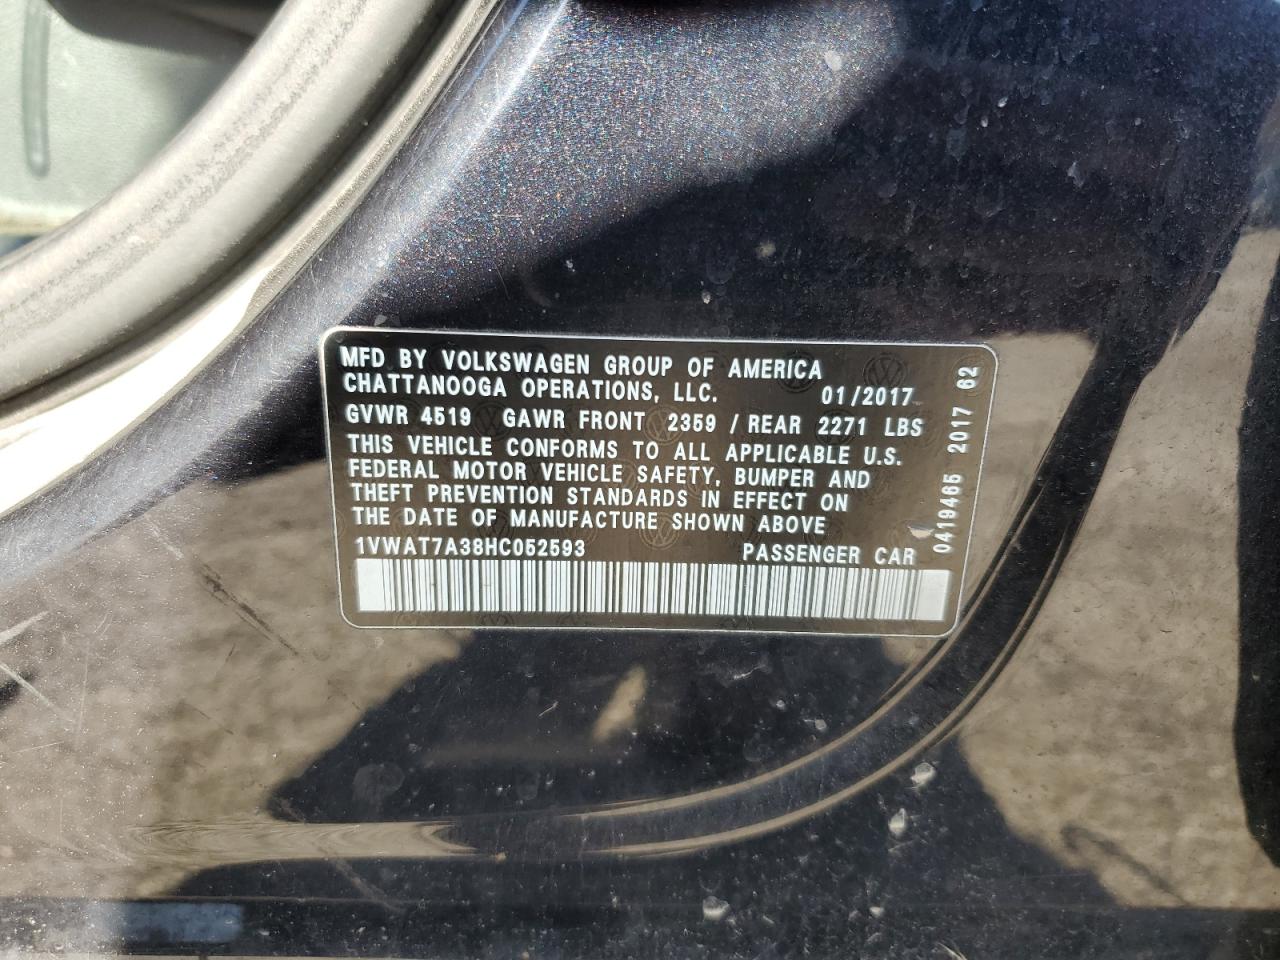 MFD BY VOLKSWAGEN GROUP OF AMERICA
CHATTANOOGA OPERATIONS, LLC. 01/2017
GVWR 4519 GAWR FRONT 2359 / REAR 2271 LBS
THIS VEHICLE CONFORMS TO ALL APPLICABLE U.S.
FEDERAL MOTOR VEHICLE SAFETY, BUMPER AND
THEFT PREVENTION STANDARDS IN EFFECT ON
THE DATE OF MANUFACTURE SHOWN ABOVE
1VWAT7A38HC052593 PASSENGER CAR
0419465 2017 62